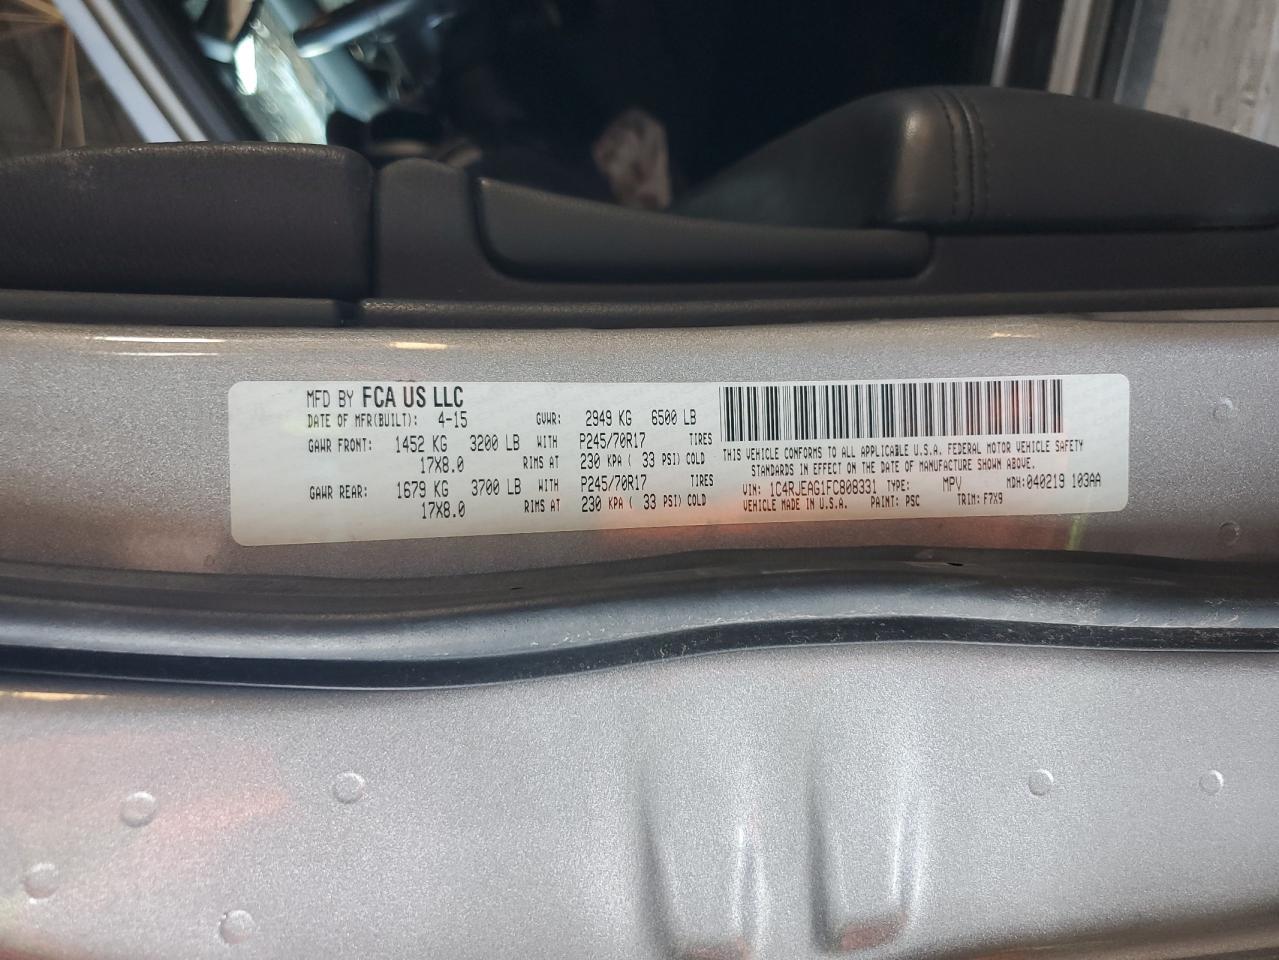 MFD BY FCA US LLC
DATE OF MFR(BUILT): 4-15 GVWR: 2949 KG 6500 LB
GAWR FRONT: 1452 KG 3200 LB WITH P245/70R17 TIRES
17X8.0 RIMS AT 230 KPA ( 33 PSI) COLD
GAWR REAR: 1679 KG 3700 LB WITH P245/70R17 TIRES
17X8.0 RIMS AT 230 KPA ( 33 PSI) COLD
THIS VEHICLE CONFORMS TO ALL APPLICABLE U.S.A. FEDERAL MOTOR VEHICLE SAFETY
STANDARDS IN EFFECT ON THE DATE OF MANUFACTURE SHOWN ABOVE.
VIN: 1C4RJEAG1FC808331 TYPE: MPV MDH:040219 103AA
VEHICLE MADE IN U.S.A. PAINT: PSC TRIM: F7X9